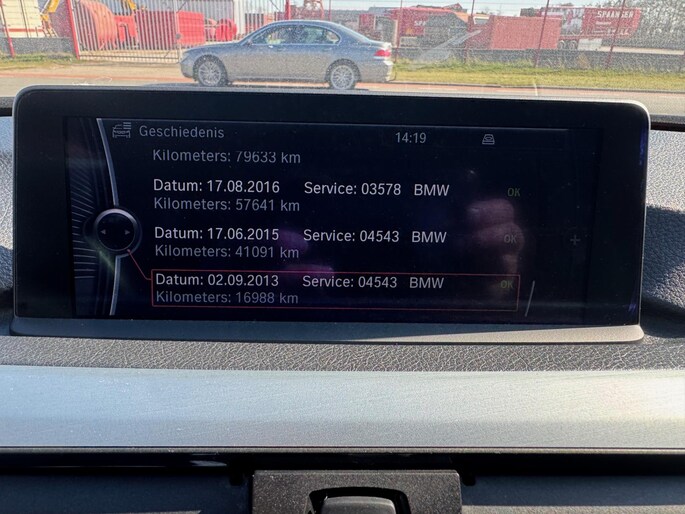 SPANSER
Geschiedenis 14:19
Kilometers: 79633 km
Datum: 17.08.2016 Service: 03578 BMW OK
Kilometers: 57641 km
Datum: 17.06.2015 Service: 04543 BMW OK
Kilometers: 41091 km
Datum: 02.09.2013 Service: 04543 BMW OK
Kilometers: 16988 km